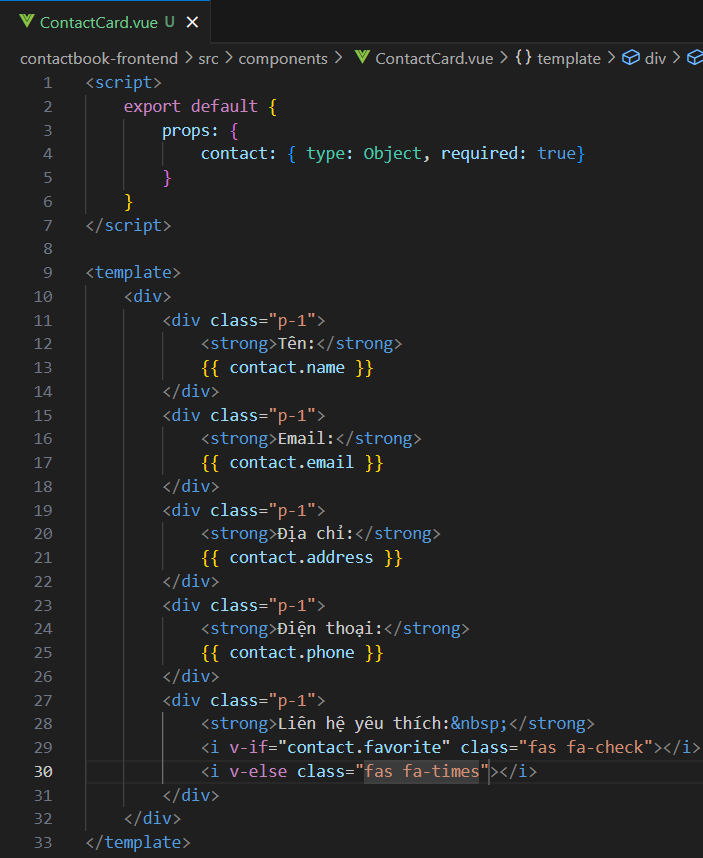 ContactCard.vue U ×
contactbook-frontend > src > components > ContactCard.vue > {} template > div >
1 <script>
2 export default {
3 props: {
4 contact: { type: Object, required: true}
5 }
6 }
7 </script>
8
9 <template>
10 <div>
11 <div class="p-1">
12 <strong>Tên:</strong>
13 {{ contact.name }}
14 </div>
15 <div class="p-1">
16 <strong>Email:</strong>
17 {{ contact.email }}
18 </div>
19 <div class="p-1">
20 <strong>Địa chỉ:</strong>
21 {{ contact.address }}
22 </div>
23 <div class="p-1">
24 <strong>Điện thoại:</strong>
25 {{ contact.phone }}
26 </div>
27 <div class="p-1">
28 <strong>Liên hệ yêu thích:&nbsp;</strong>
29 <i v-if="contact.favorite" class="fas fa-check"></i>
30 <i v-else class="fas fa-times"></i>
31 </div>
32 </div>
33 </template>